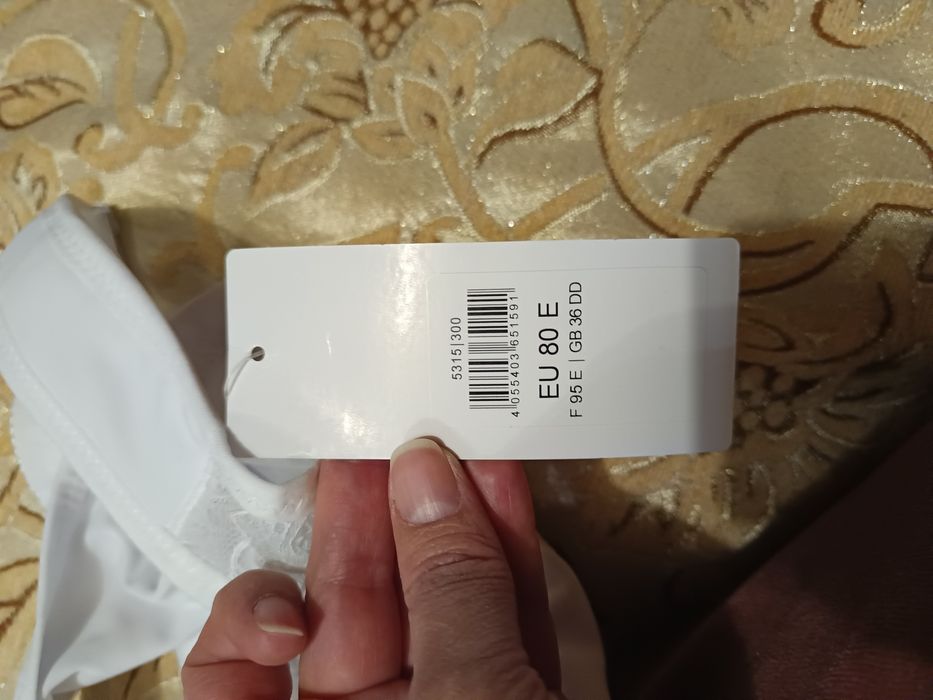 5315|300
4 055403 651591
EU 80 E
F 95 E | GB 36 DD